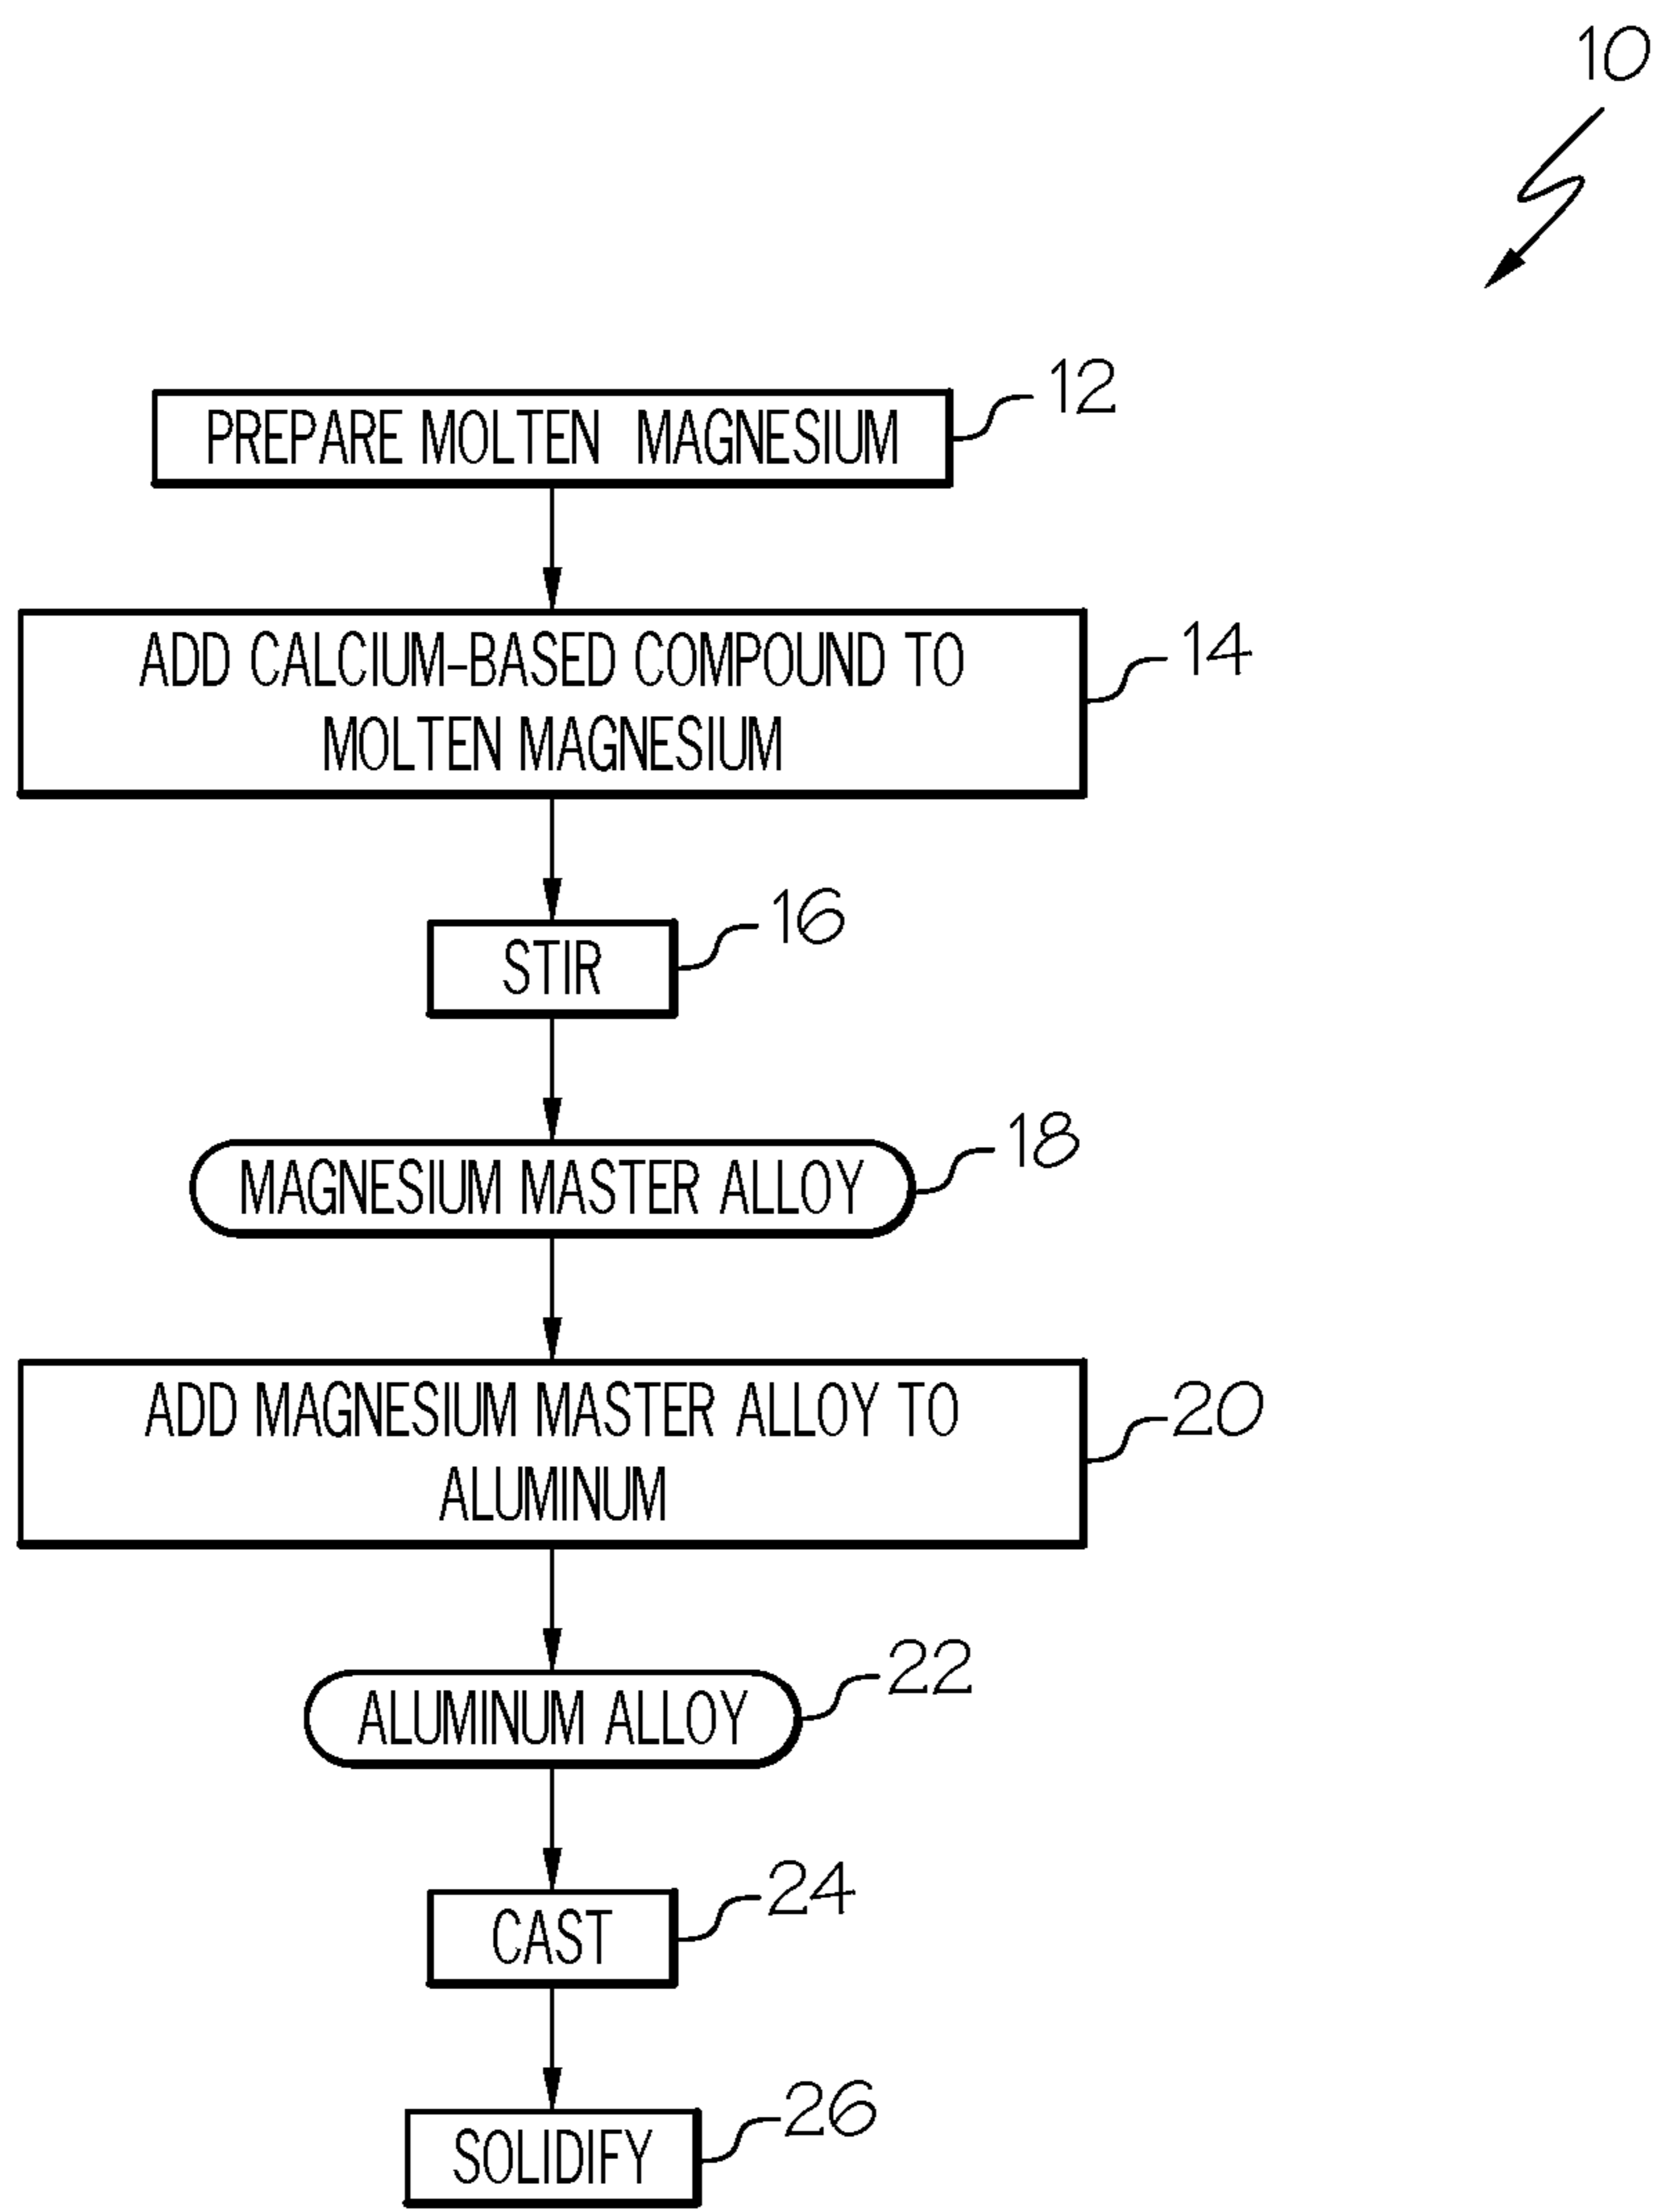 10
PREPARE MOLTEN MAGNESIUM
12
ADD CALCIUM-BASED COMPOUND TO
MOLTEN MAGNESIUM
14
STIR
16
MAGNESIUM MASTER ALLOY
18
ADD MAGNESIUM MASTER ALLOY TO
ALUMINUM
20
ALUMINUM ALLOY
22
CAST
24
SOLIDIFY
26